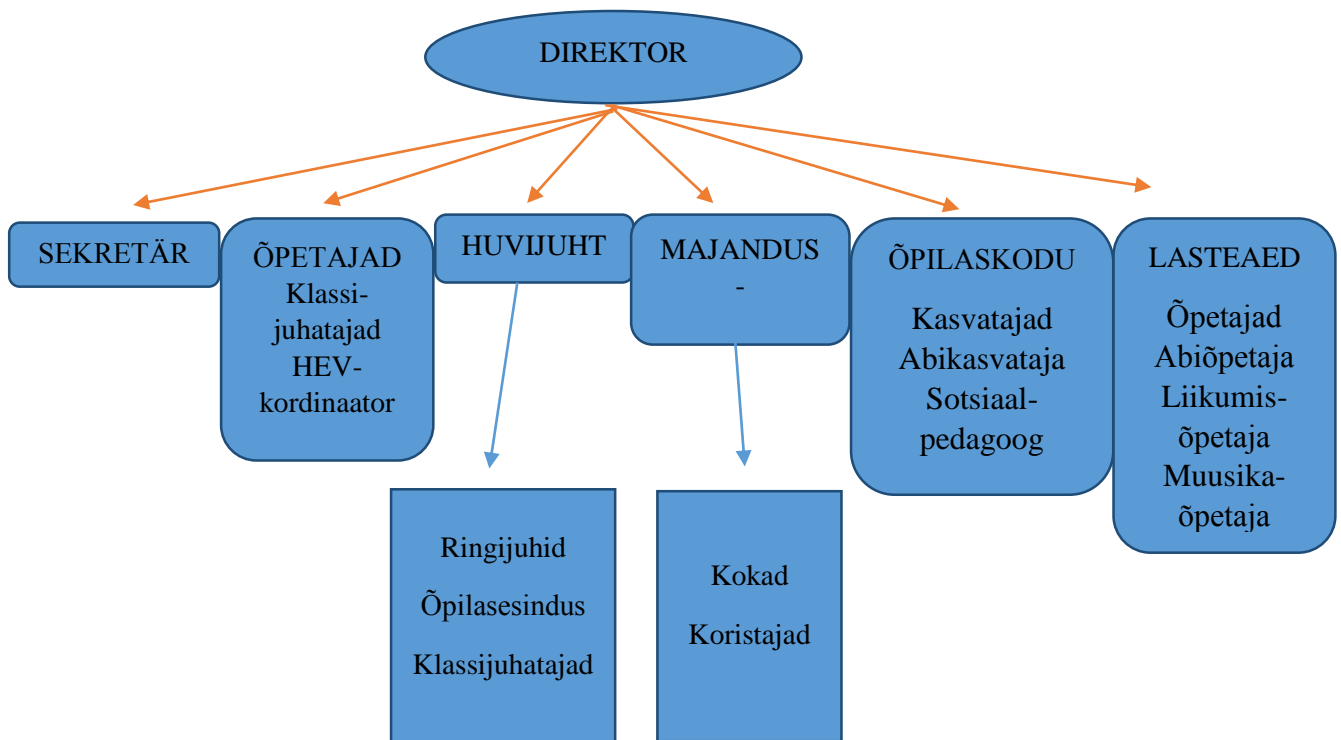 DIREKTOR
SEKRETÄR
ÕPETAJAD
Klassi-
juhatajad
HEV-
kordinaator
HUVIJUHT
MAJANDUS
-
ÕPILASKODU
Kasvatajad
Abikasvataja
Sotsiaal-
pedagoog
LASTEAED
Õpetajad
Abiõpetaja
Liikumis-
õpetaja
Muusika-
õpetaja
Ringijuhid
Õpilasesindus
Klassijuhatajad
Kokad
Koristajad